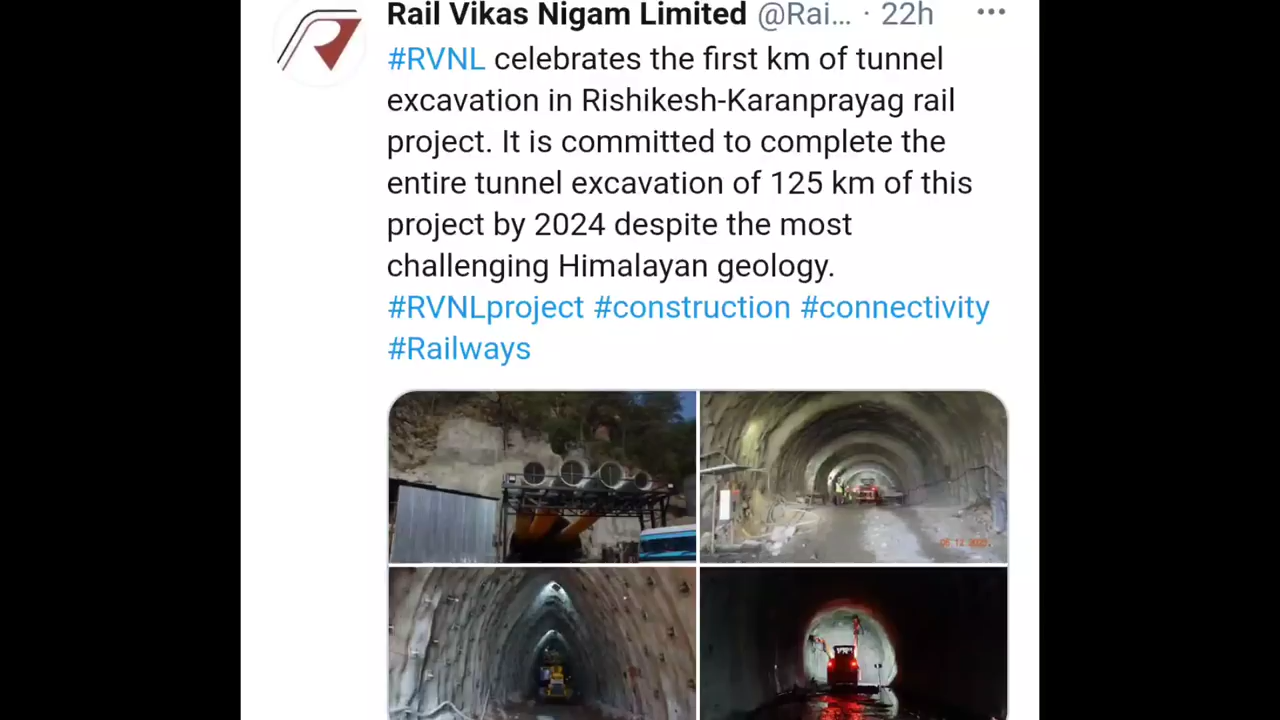 Rail Vikas Nigam Limited @Rai... · 22h
#RVNL celebrates the first km of tunnel
excavation in Rishikesh-Karanprayag rail
project. It is committed to complete the
entire tunnel excavation of 125 km of this
project by 2024 despite the most
challenging Himalayan geology.
#RVNLproject #construction #connectivity
#Railways